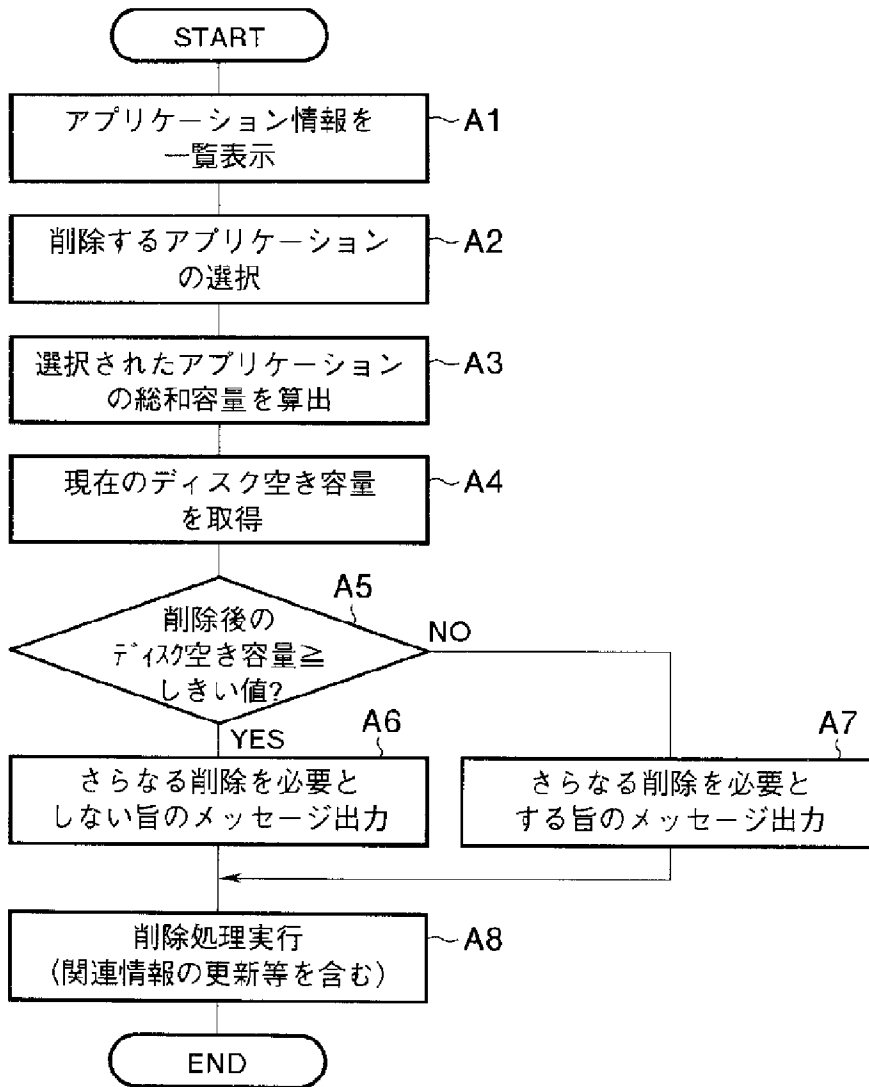 START
アプリケーション情報を
一覧表示
A1
削除するアプリケーション
の選択
A2
選択されたアプリケーション
の総和容量を算出
A3
現在のディスク空き容量
を取得
A4
A5
削除後の
ディスク空き容量≧
しきい値?
NO
YES
A6
さらなる削除を必要と
しない旨のメッセージ出力
A7
さらなる削除を必要と
する旨のメッセージ出力
削除処理実行
(関連情報の更新等を含む)
A8
END